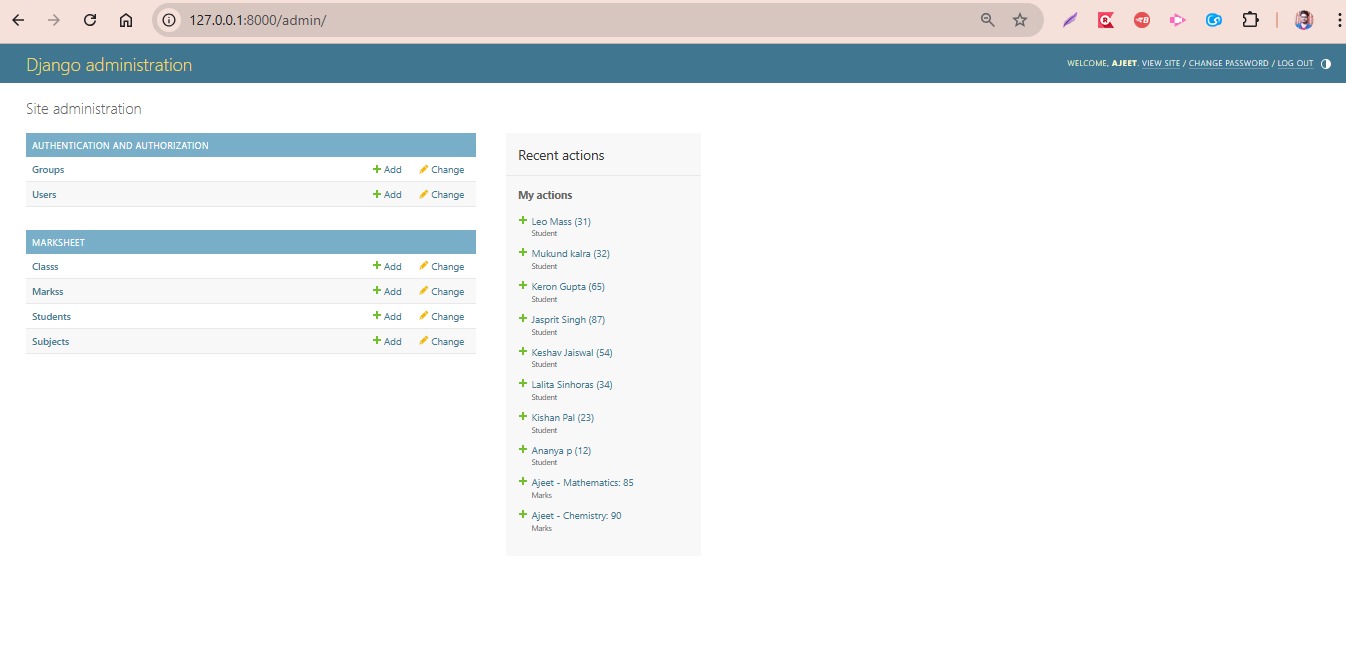 127.0.0.1:8000/admin/
Django administration
WELCOME, AJEET. VIEW SITE / CHANGE PASSWORD / LOG OUT
Site administration
AUTHENTICATION AND AUTHORIZATION
Groups Add Change
Users Add Change
MARKSHEET
Classs Add Change
Markss Add Change
Students Add Change
Subjects Add Change
Recent actions
My actions
Leo Mass (31)
Student
Mukund kalra (32)
Student
Keron Gupta (65)
Student
Jasprit Singh (87)
Student
Keshav Jaiswal (54)
Student
Lalita Sinhoras (34)
Student
Kishan Pal (23)
Student
Ananya p (12)
Student
Ajeet - Mathematics: 85
Marks
Ajeet - Chemistry: 90
Marks